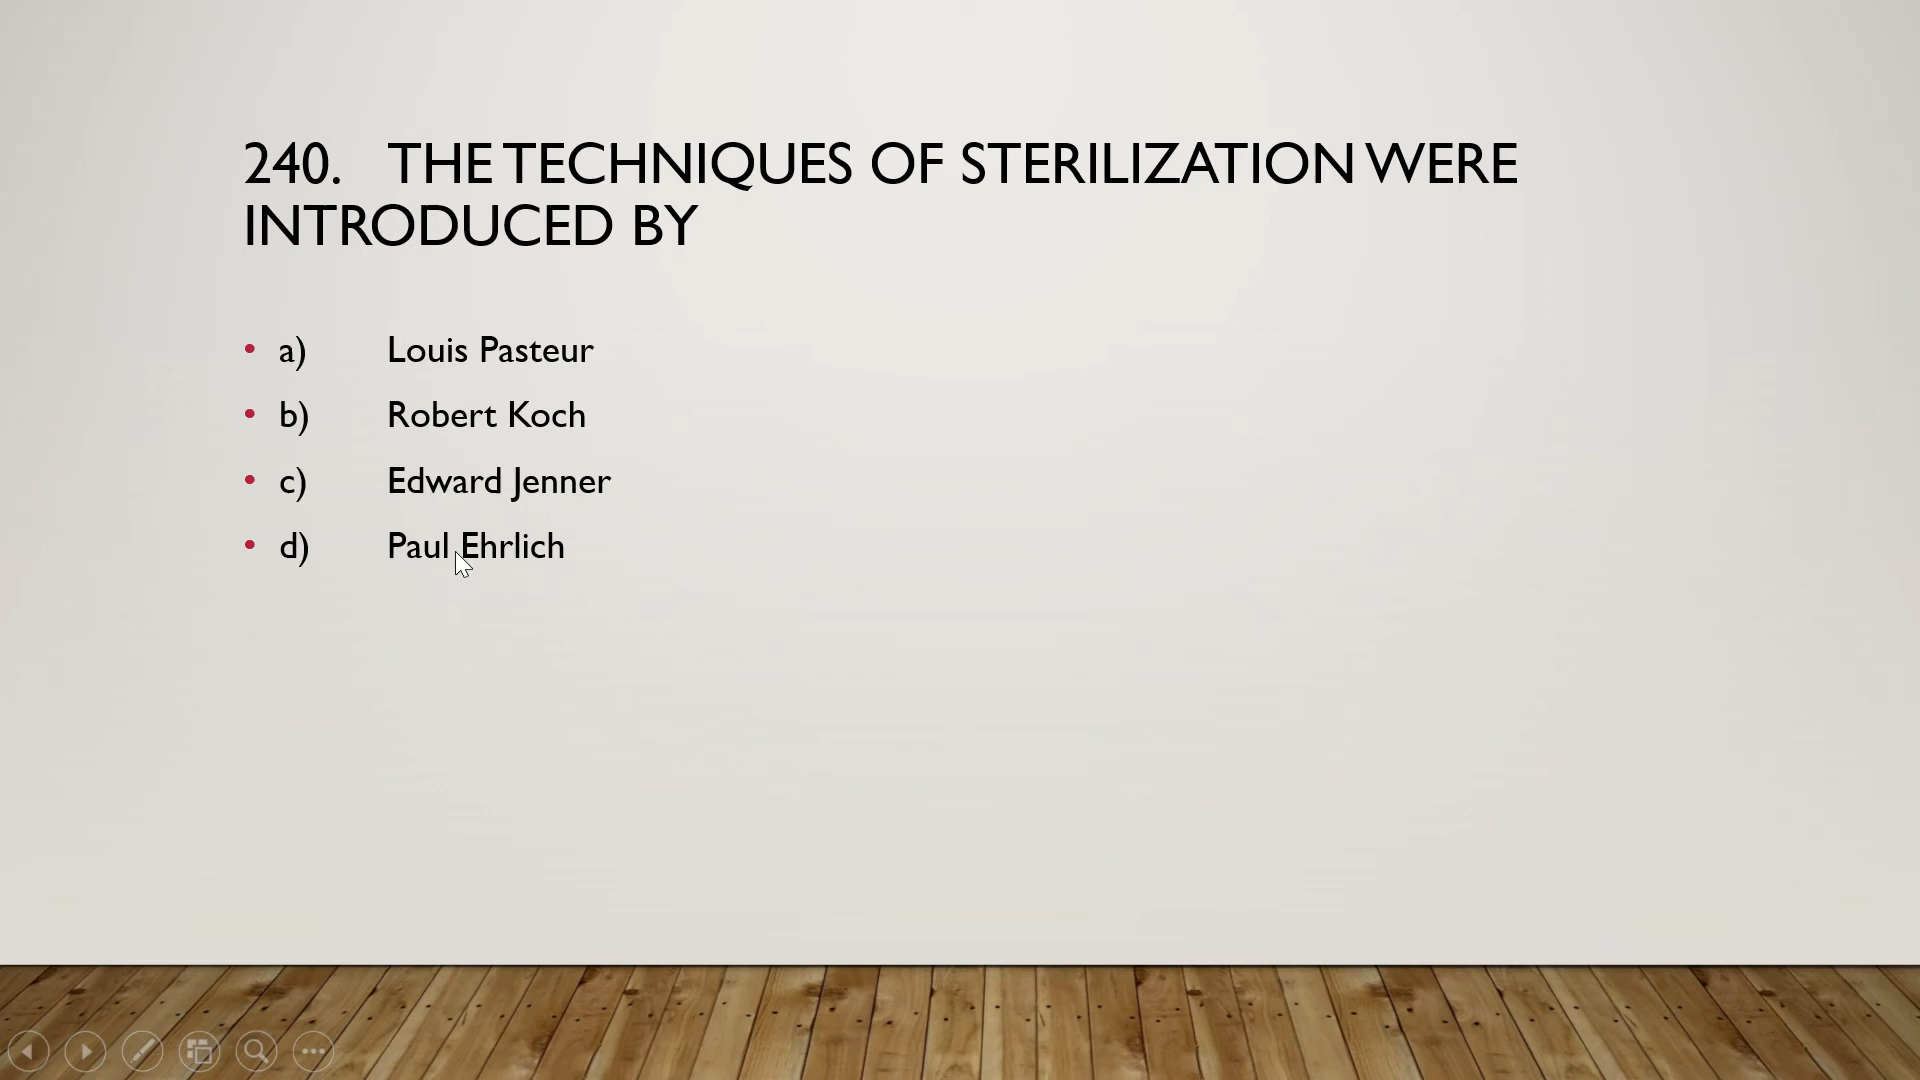 240. THE TECHNIQUES OF STERILIZATION WERE
INTRODUCED BY
• a) Louis Pasteur
• b) Robert Koch
• c) Edward Jenner
• d) Paul Ehrlich